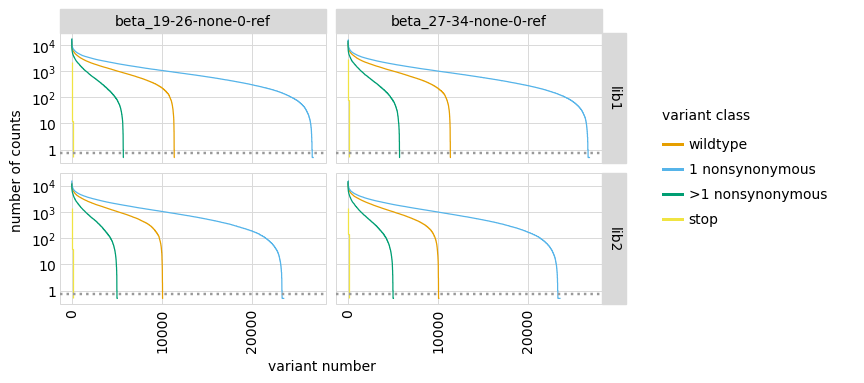 beta_19-26-none-0-ref
beta_27-34-none-0-ref
number of counts
10⁴
10³
10²
10
1
lib1
10⁴
10³
10²
10
1
lib2
0
10000
20000
0
10000
20000
variant number
variant class
wildtype
1 nonsynonymous
>1 nonsynonymous
stop